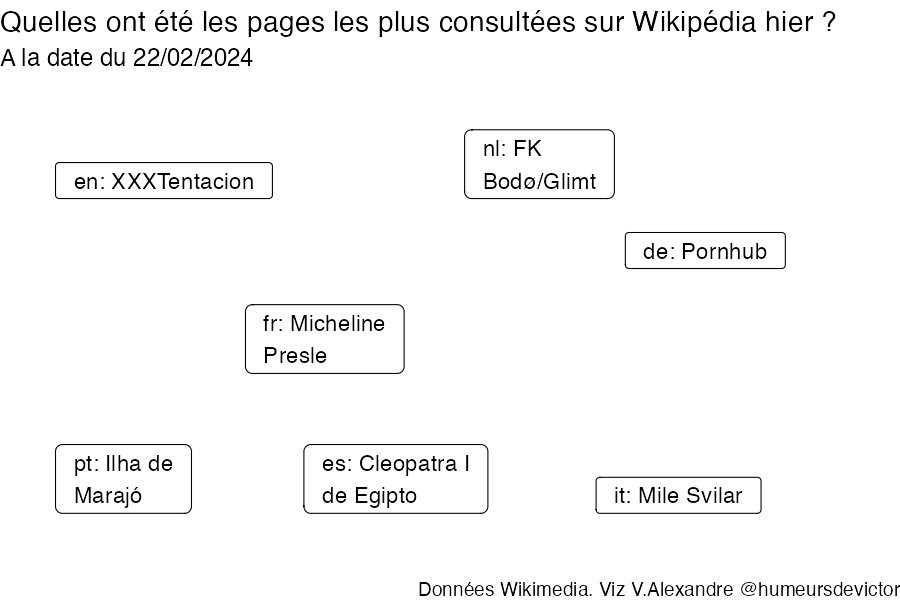 Quelles ont été les pages les plus consultées sur Wikipédia hier ?
A la date du 22/02/2024
nl: FK
Bodø/Glimt
en: XXXTentacion
de: Pornhub
fr: Micheline
Presle
pt: Ilha de
Marajó
es: Cleopatra I
de Egipto
it: Mile Svilar
Données Wikimedia. Viz V.Alexandre @humeursdevictor